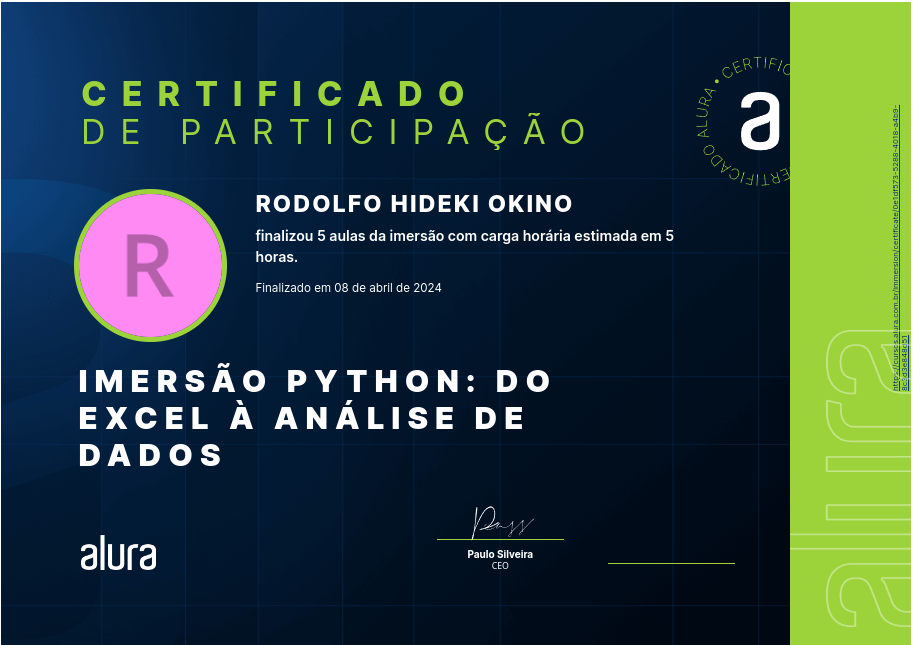 CERTIFICADO
DE PARTICIPAÇÃO
CERTIFIC
ERTIFICADO ALURA •
a
R
RODOLFO HIDEKI OKINO
finalizou 5 aulas da imersão com carga horária estimada em 5
horas.
Finalizado em 08 de abril de 2024
IMERSÃO PYTHON: DO
EXCEL À ANÁLISE DE
DADOS
alura
Paulo Silveira
CEO
alura